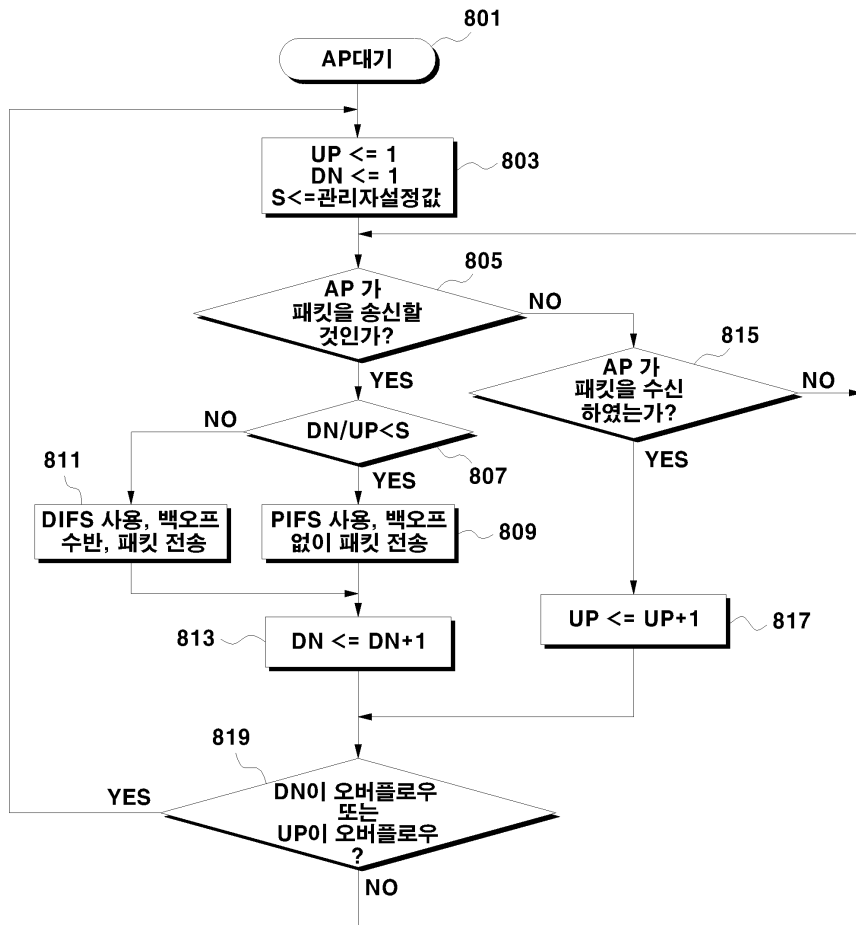 801
AP대기
UP <= 1
DN <= 1
S<=관리자설정값
803
805
AP 가
패킷을 송신할
것인가?
NO
YES
815
AP 가
패킷을 수신
하였는가?
NO
YES
NO
DN/UP<S
807
YES
811
DIFS 사용, 백오프
수반, 패킷 전송
PIFS 사용, 백오프
없이 패킷 전송
809
813
DN <= DN+1
UP <= UP+1
817
819
YES
DN이 오버플로우
또는
UP이 오버플로우
?
NO